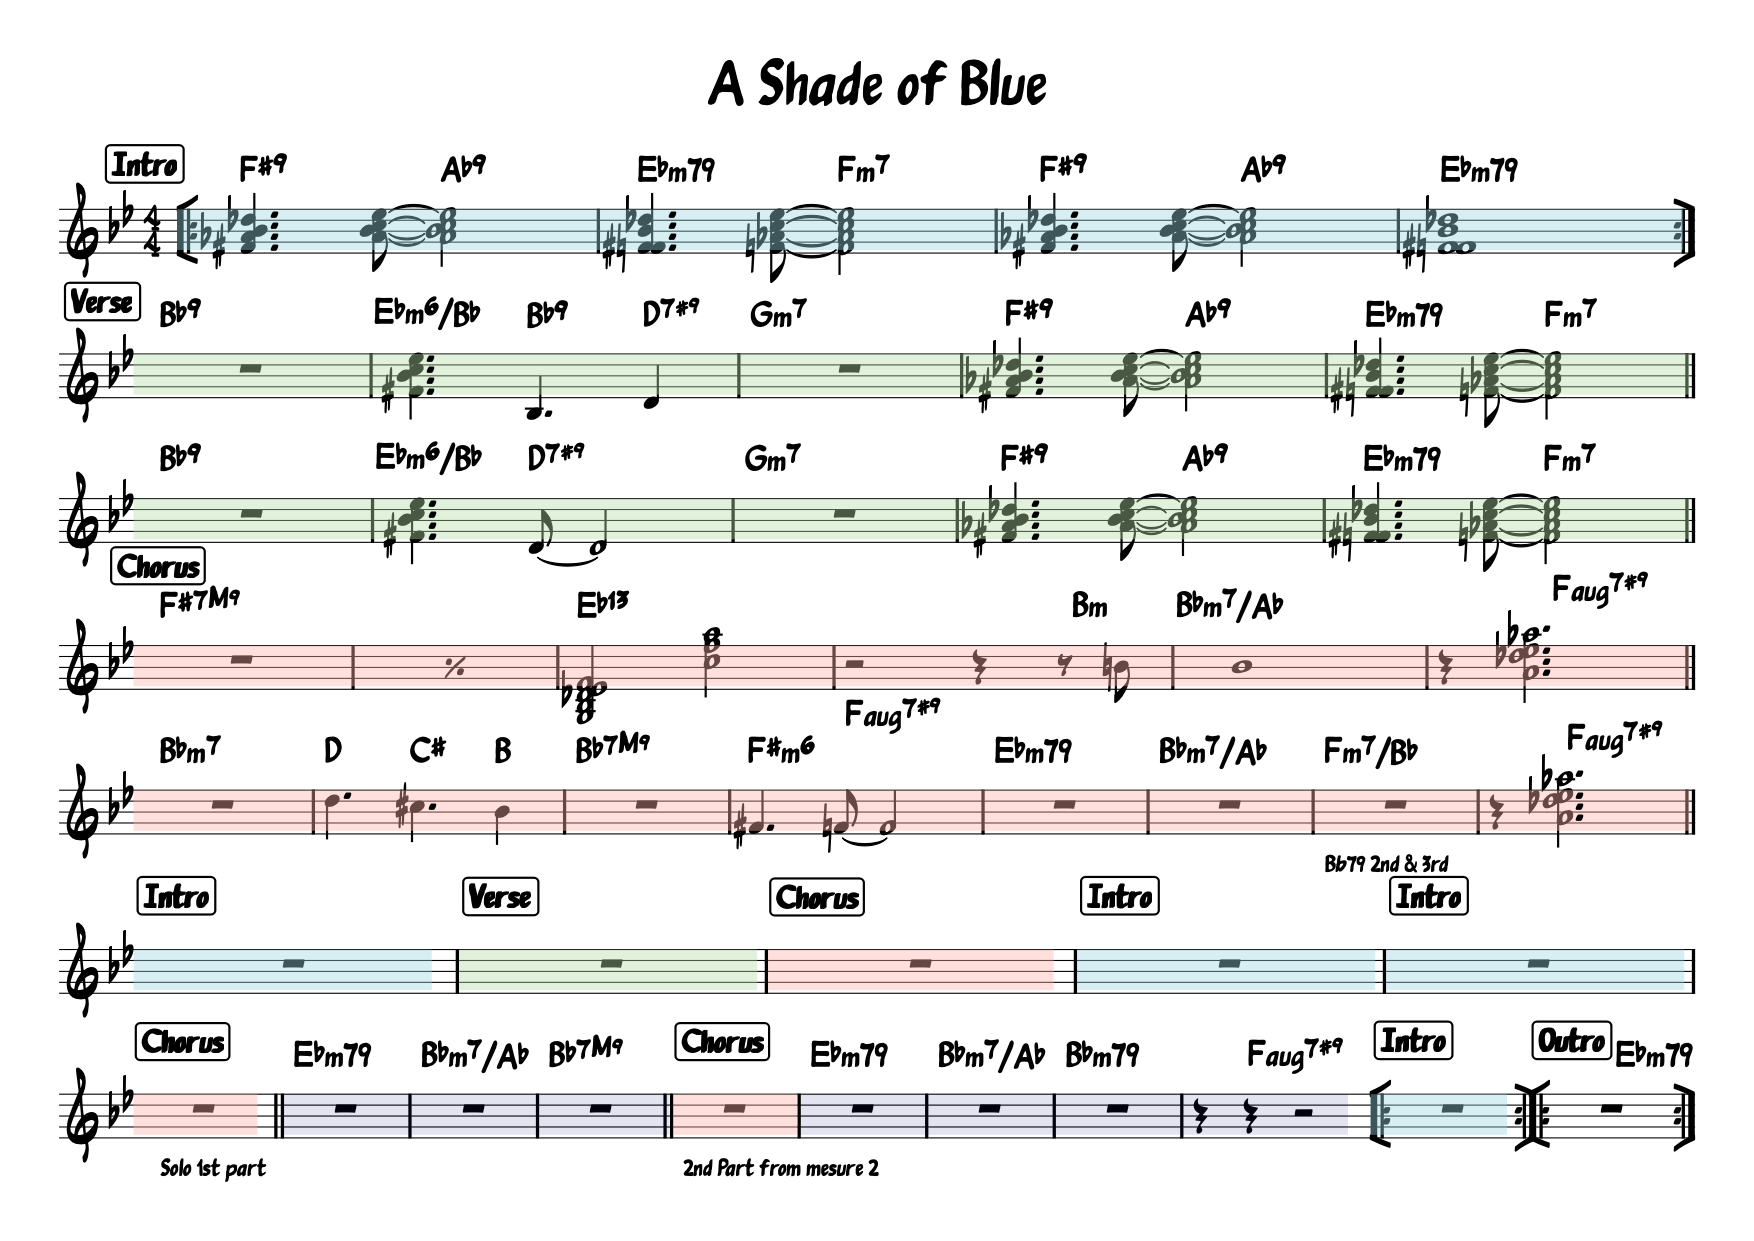 A Shade of Blue
Intro F#9 Ab9 Ebm79 Fm7 F#9 Ab9 Ebm79
4
4
Verse Bb9 Ebm6/Bb Bb9 D7#9 Gm7 F#9 Ab9 Ebm79 Fm7
Bb9 Ebm6/Bb D7#9 Gm7 F#9 Ab9 Ebm79 Fm7
Chorus
F#7M9 Eb13 Bm Bbm7/Ab Faug7#9
Faug7#9
Bbm7 D C# B Bb7M9 F#m6 Ebm79 Bbm7/Ab Fm7/Bb Faug7#9
Bb79 2nd & 3rd
Intro Verse Chorus Intro Intro
Chorus Ebm79 Bbm7/Ab Bb7M9 Chorus Ebm79 Bbm7/Ab Bbm79 Faug7#9 Intro Outro Ebm79
Solo 1st part 2nd Part from mesure 2